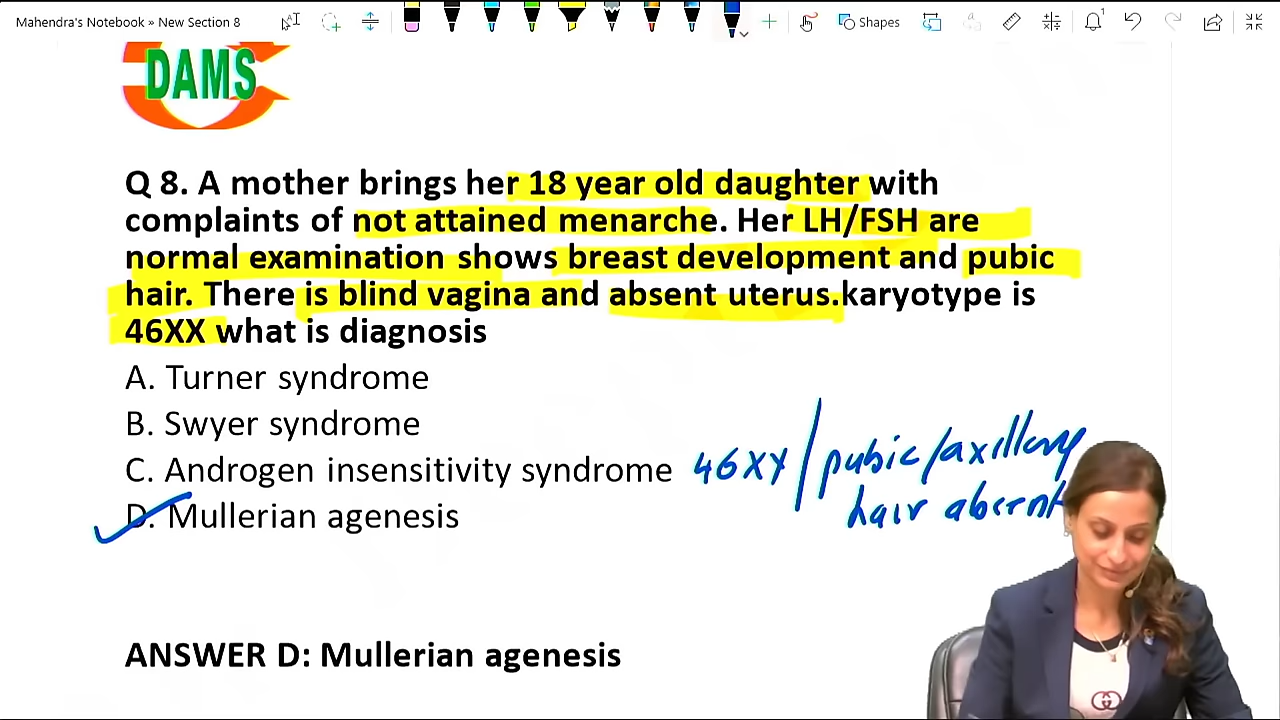 Mahendra's Notebook » New Section 8
Shapes
DAMS
Q 8. A mother brings her 18 year old daughter with
complaints of not attained menarche. Her LH/FSH are
normal examination shows breast development and pubic
hair. There is blind vagina and absent uterus.karyotype is
46XX what is diagnosis
A. Turner syndrome
B. Swyer syndrome
C. Androgen insensitivity syndrome 46XY / pubic/axillary
hair absent
D. Mullerian agenesis
ANSWER D: Mullerian agenesis